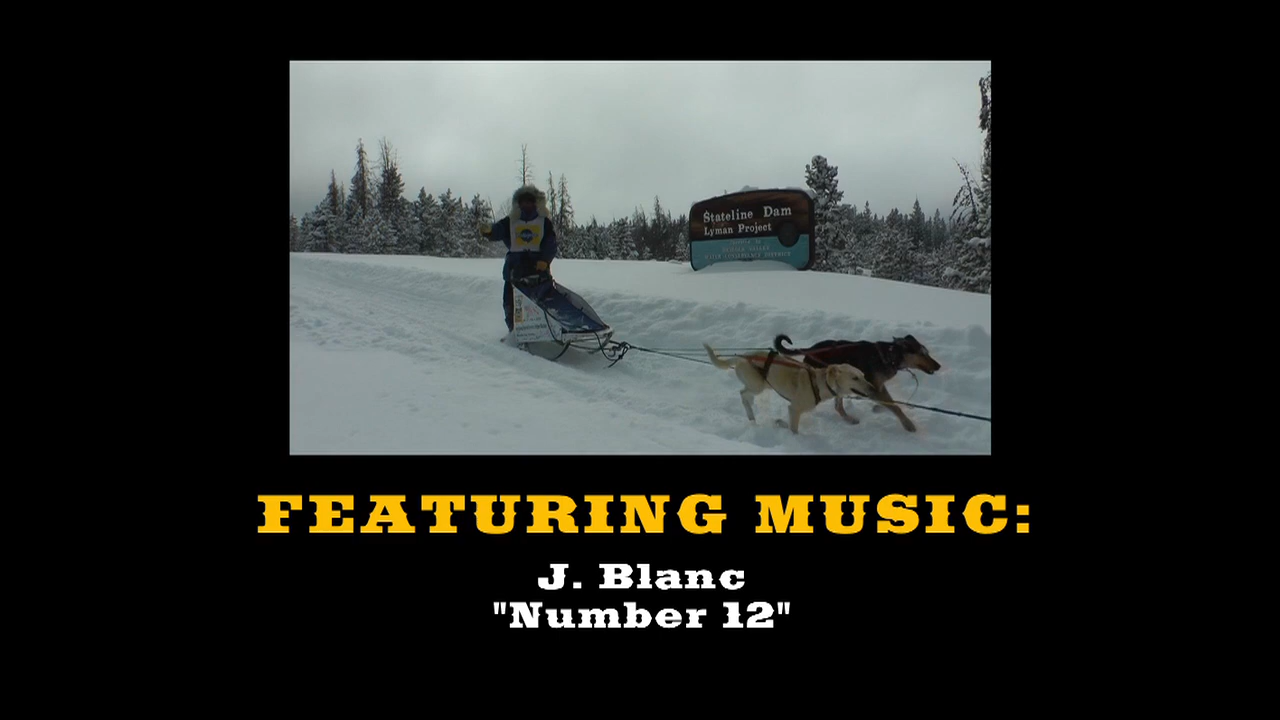 Stateline Dam
Lyman Project
FEATURING MUSIC:
J. Blanc
"Number 12"